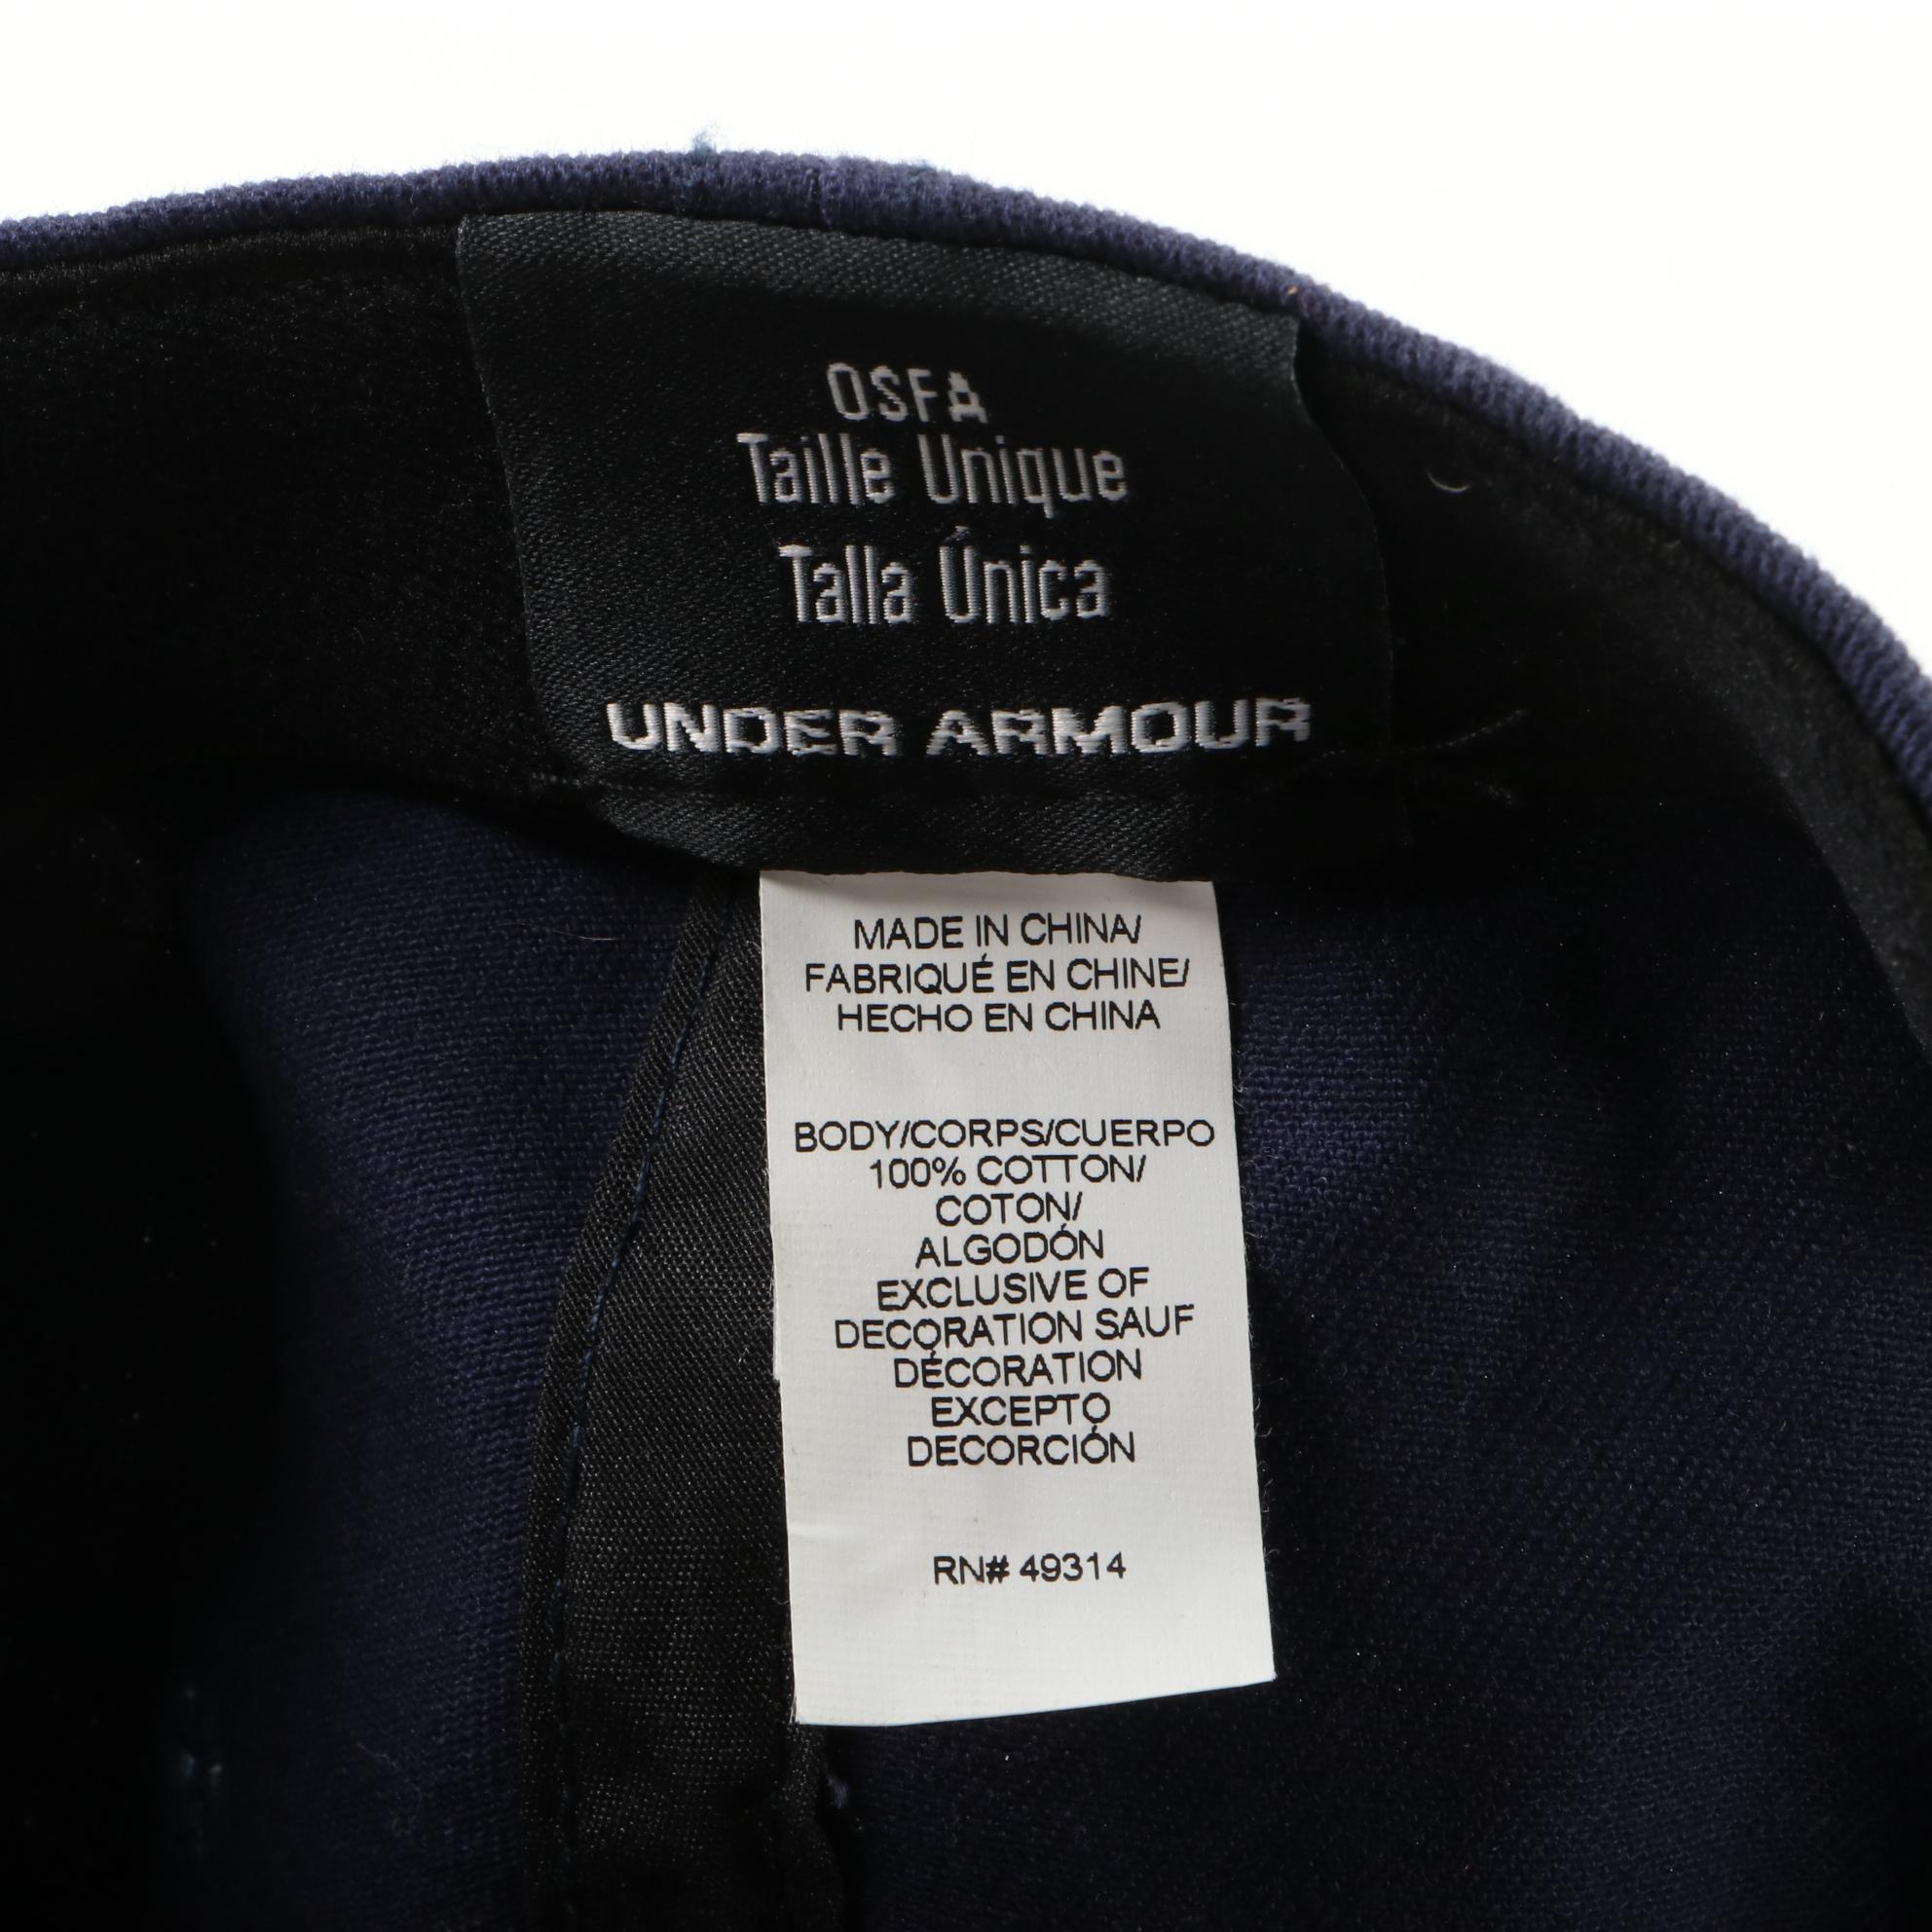 OSFA
Taille Unique
Talla Única
UNDER ARMOUR
MADE IN CHINA/
FABRIQUÉ EN CHINE/
HECHO EN CHINA
BODY/CORPS/CUERPO
100% COTTON/
COTON/
ALGODÓN
EXCLUSIVE OF
DECORATION SAUF
DÉCORATION
EXCEPTO
DECORCIÓN
RN# 49314